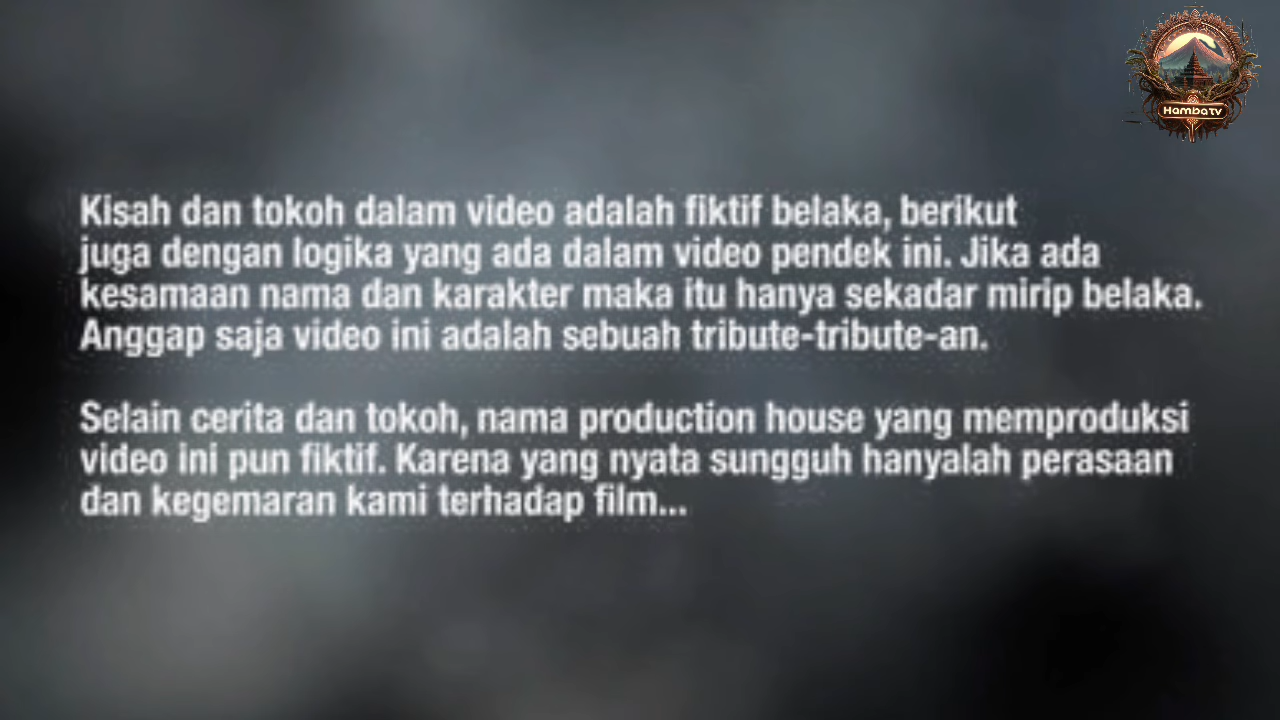 Hambatv
Kisah dan tokoh dalam video adalah fiktif belaka, berikut
juga dengan logika yang ada dalam video pendek ini. Jika ada
kesamaan nama dan karakter maka itu hanya sekadar mirip belaka.
Anggap saja video ini adalah sebuah tribute-tribute-an.
Selain cerita dan tokoh, nama production house yang memproduksi
video ini pun fiktif. Karena yang nyata sungguh hanyalah perasaan
dan kegemaran kami terhadap film...